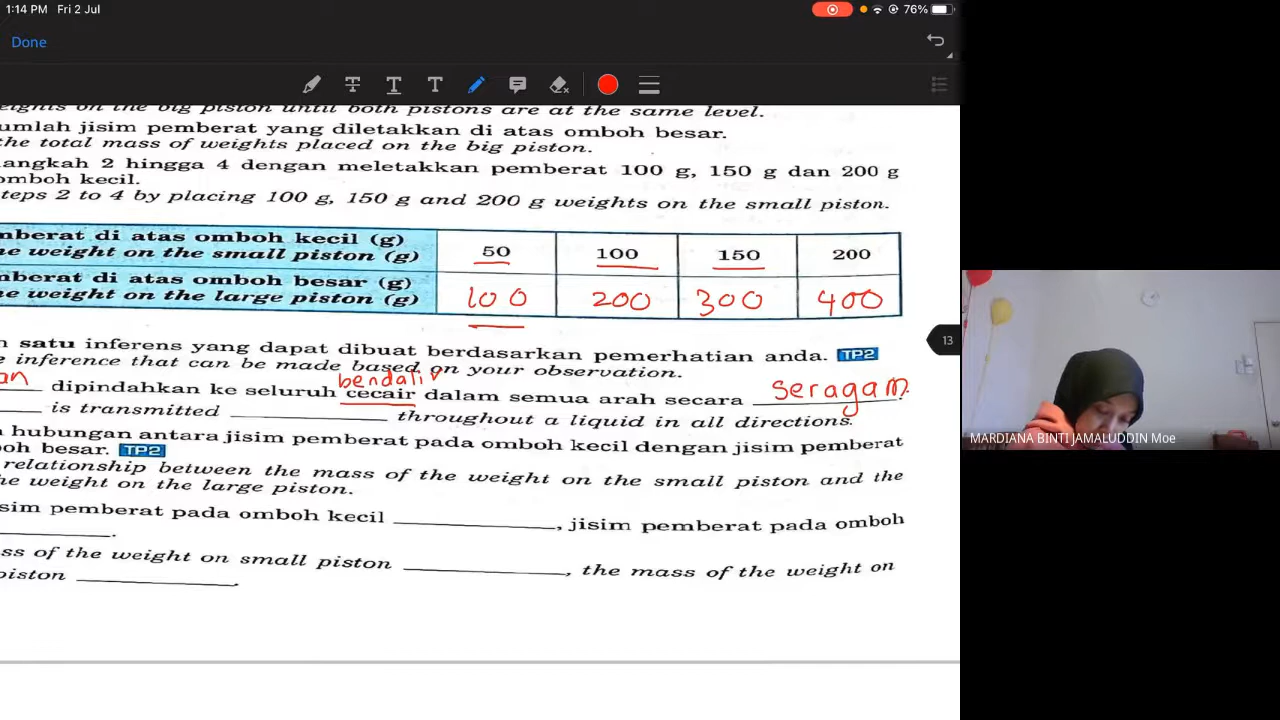 1:14 PM Fri 2 Jul
76%
Done
T T T
eights on the big piston until both pistons are at the same level.
umlah jisim pemberat yang diletakkan di atas omboh besar.
the total mass of weights placed on the big piston.
angkah 2 hingga 4 dengan meletakkan pemberat 100 g, 150 g dan 200 g
omboh kecil.
teps 2 to 4 by placing 100 g, 150 g and 200 g weights on the small piston.
mberat di atas omboh kecil (g)
he weight on the small piston (g)
50 100 150 200
mberat di atas omboh besar (g)
he weight on the large piston (g)
100 200 300 400
n satu inferens yang dapat dibuat berdasarkan pemerhatian anda. TP2
e inference that can be made based on your observation.
13
an bendalir
dipindahkan ke seluruh cecair dalam semua arah secara seragam.
is transmitted throughout a liquid in all directions.
n hubungan antara jisim pemberat pada omboh kecil dengan jisim pemberat
oh besar. TP2
relationship between the mass of the weight on the small piston and the
he weight on the large piston.
sim pemberat pada omboh kecil , jisim pemberat pada omboh
.
ss of the weight on small piston , the mass of the weight on
piston .
MARDIANA BINTI JAMALUDDIN Moe